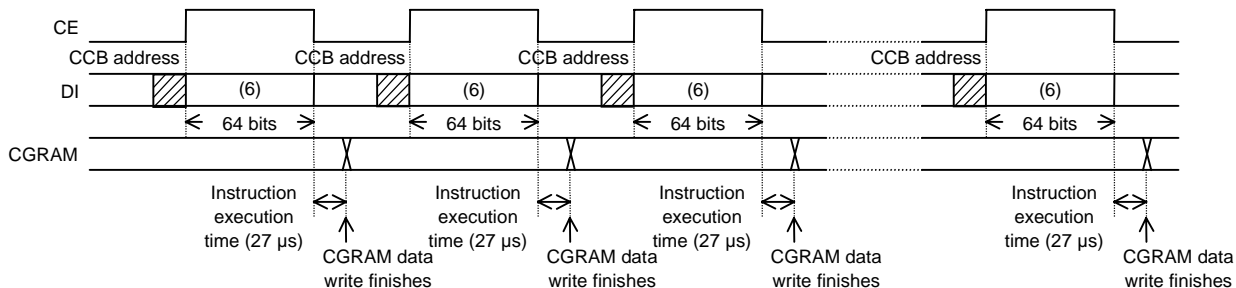 CE
CCB address CCB address CCB address CCB address
DI (6) (6) (6) (6)
64 bits 64 bits 64 bits 64 bits
CGRAM
Instruction Instruction Instruction Instruction
execution execution execution execution
time (27 µs) time (27 µs) time (27 µs) time (27 µs)
CGRAM data CGRAM data CGRAM data CGRAM data
write finishes write finishes write finishes write finishes